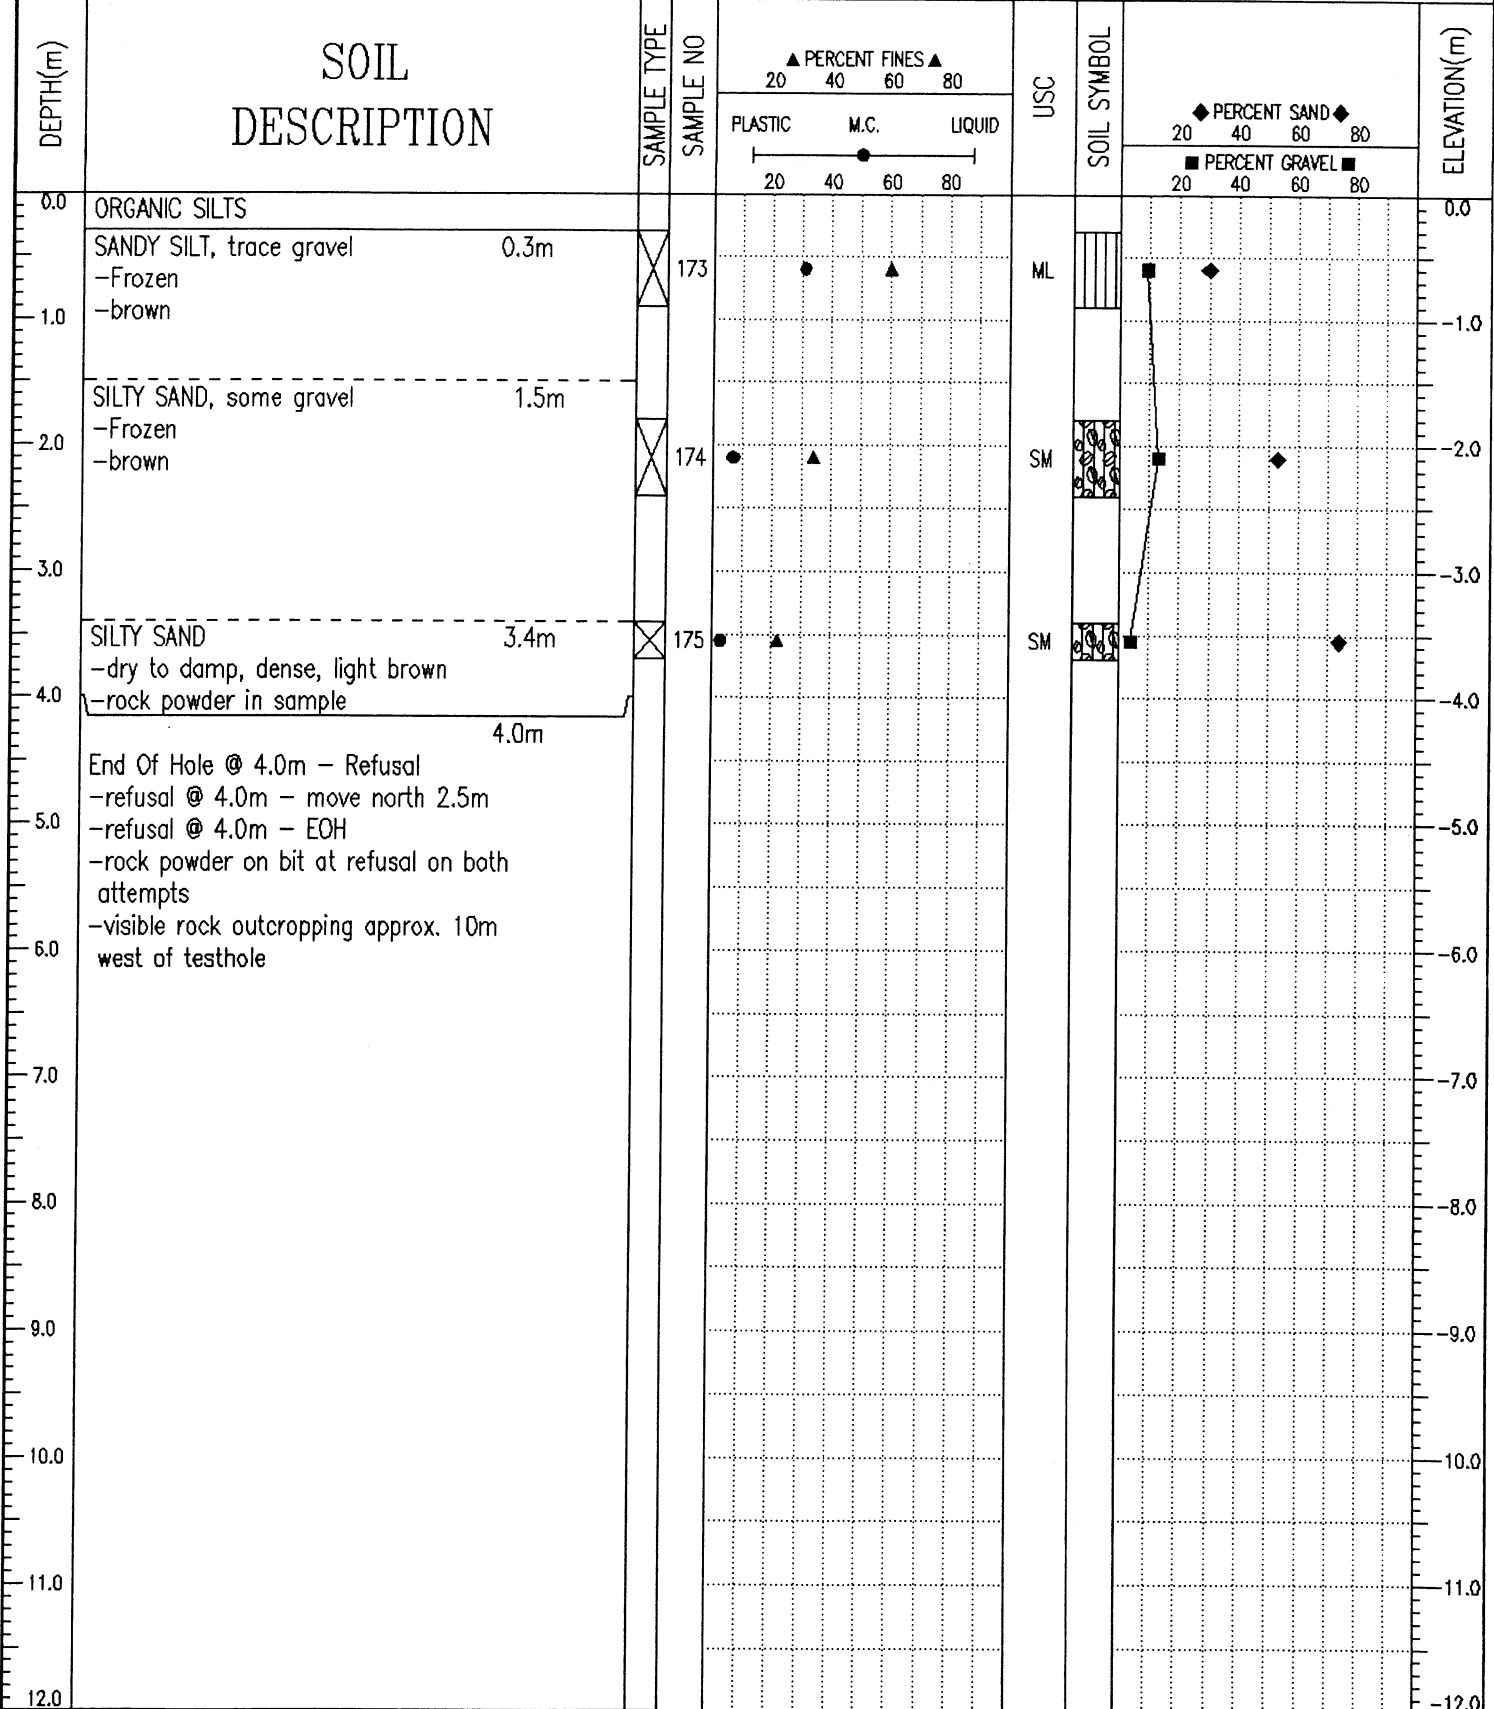 DEPTH(m)
SOIL
DESCRIPTION
SAMPLE TYPE
SAMPLE NO
▲ PERCENT FINES ▲
20 40 60 80
PLASTIC M.C. LIQUID
20 40 60 80
USC
SOIL SYMBOL
◆ PERCENT SAND ◆
20 40 60 80
■ PERCENT GRAVEL ■
20 40 60 80
ELEVATION(m)
0.0
ORGANIC SILTS
0.0
SANDY SILT, trace gravel 0.3m
173
ML
-Frozen
-brown
1.0
-1.0
SILTY SAND, some gravel 1.5m
-Frozen
2.0
-2.0
-brown
174
SM
3.0
-3.0
SILTY SAND 3.4m
175
SM
-dry to damp, dense, light brown
4.0
-rock powder in sample
-4.0
4.0m
End Of Hole @ 4.0m - Refusal
-refusal @ 4.0m - move north 2.5m
5.0
-refusal @ 4.0m - EOH
-5.0
-rock powder on bit at refusal on both
attempts
-visible rock outcropping approx. 10m
6.0
west of testhole
-6.0
7.0
-7.0
8.0
-8.0
9.0
-9.0
10.0
-10.0
11.0
-11.0
12.0
-12.0